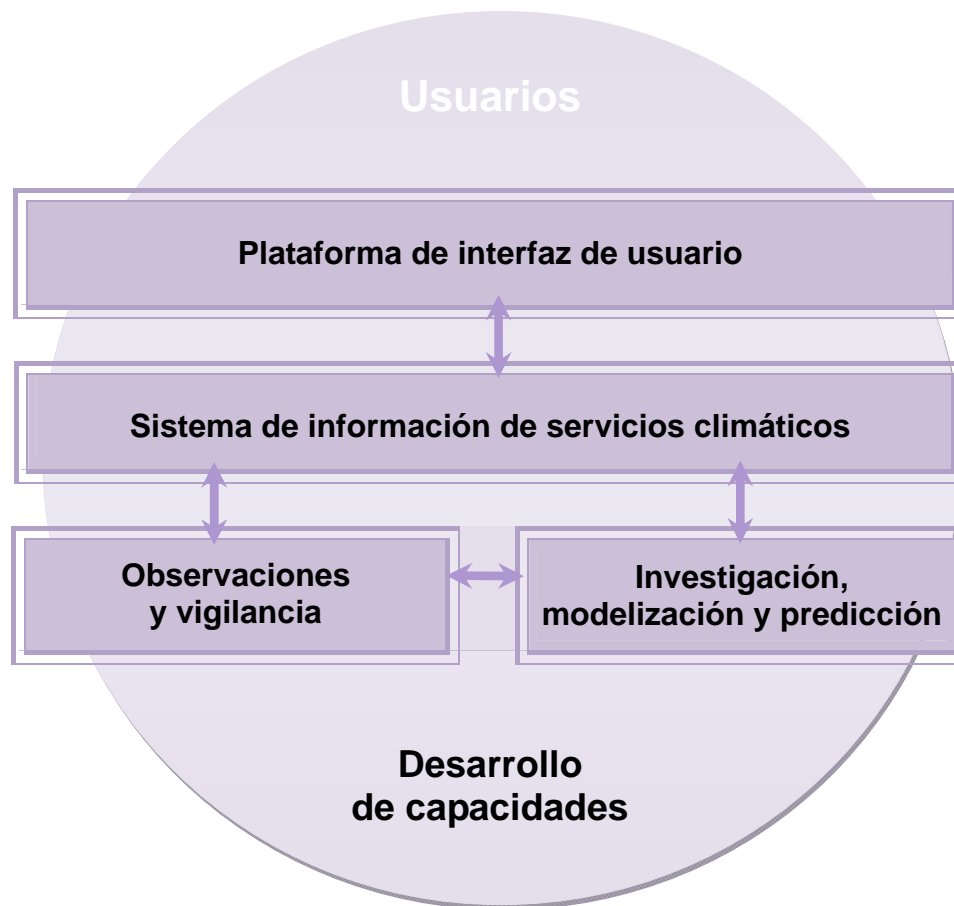 Usuarios
Plataforma de interfaz de usuario
Sistema de información de servicios climáticos
Observaciones
y vigilancia
Investigación,
modelización y predicción
Desarrollo
de capacidades